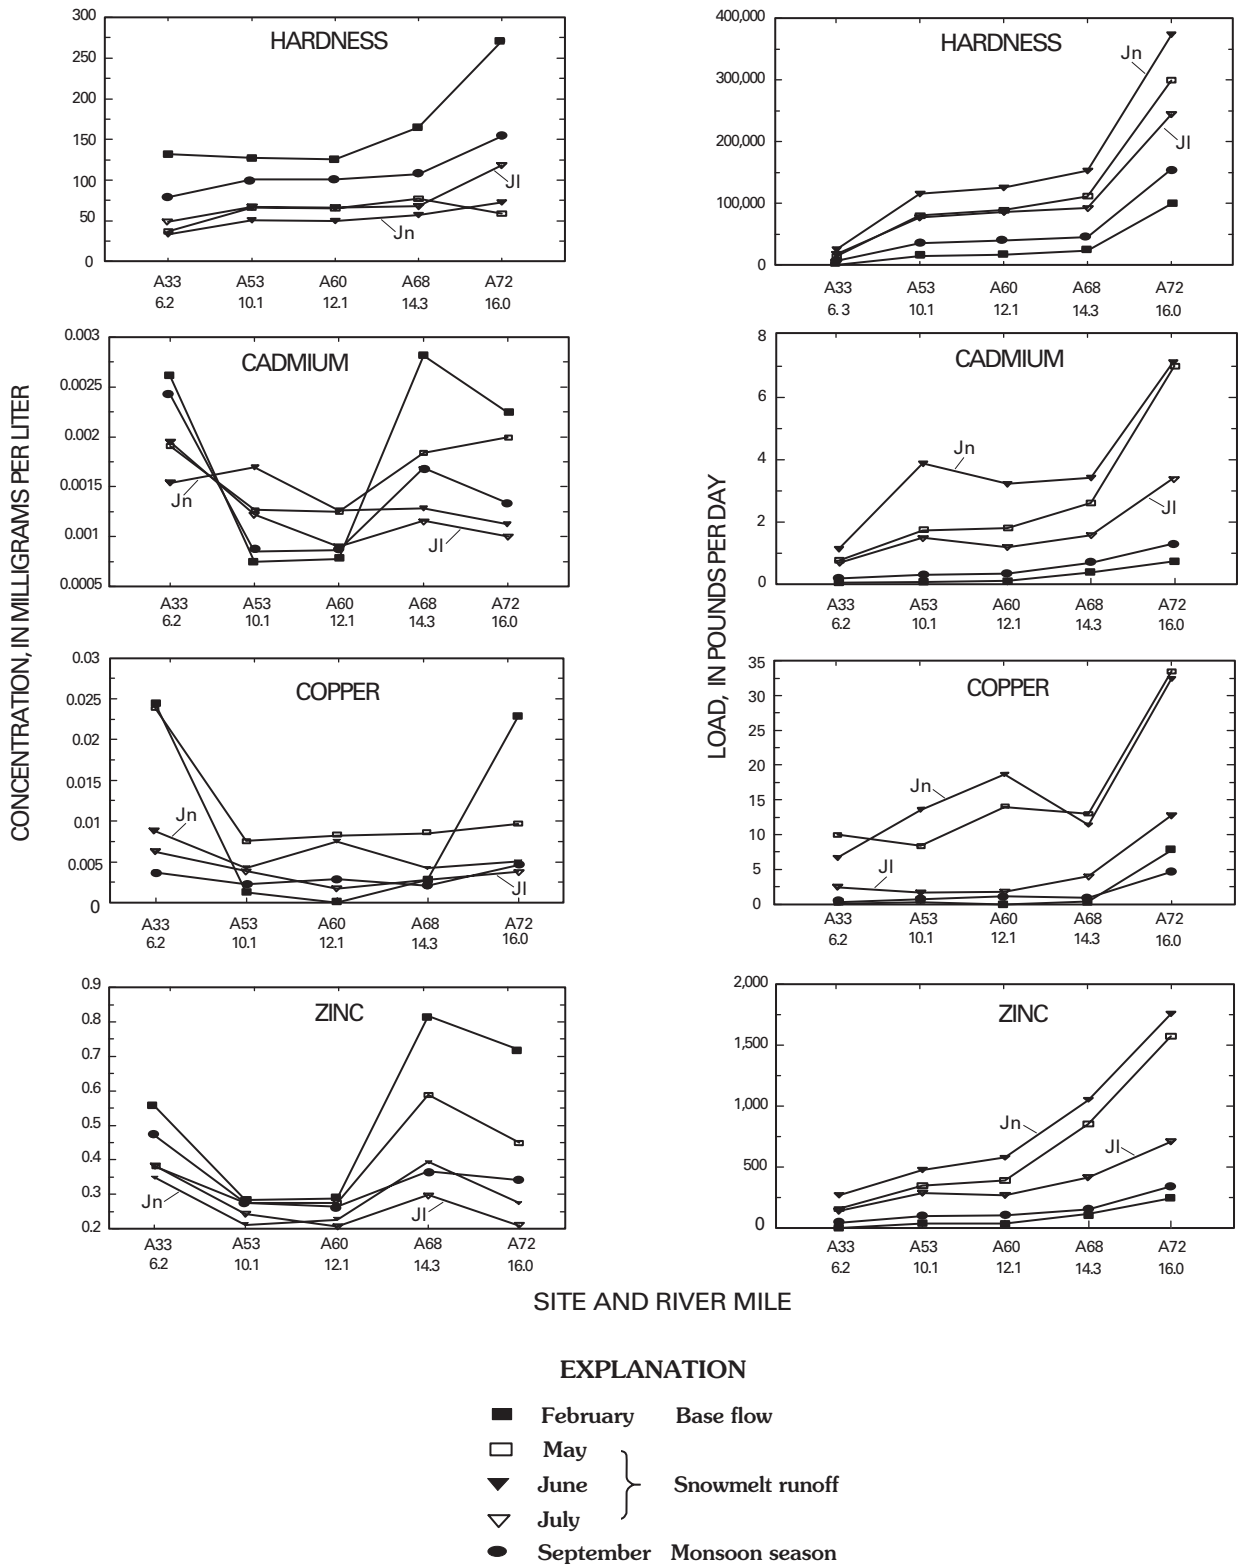 HARDNESS
300
250
200
150
100
50
0
Jl
Jn
A33 A53 A60 A68 A72
6.2 10.1 12.1 14.3 16.0
HARDNESS
400,000
300,000
200,000
100,000
0
Jn
Jl
A33 A53 A60 A68 A72
6.3 10.1 12.1 14.3 16.0
CADMIUM
0.003
0.0025
0.002
0.0015
0.001
0.0005
Jn
Jl
A33 A53 A60 A68 A72
6.2 10.1 12.1 14.3 16.0
CADMIUM
8
6
4
2
0
Jn
Jl
A33 A53 A60 A68 A72
6.2 10.1 12.1 14.3 16.0
CONCENTRATION, IN MILLIGRAMS PER LITER
LOAD, IN POUNDS PER DAY
COPPER
0.03
0.025
0.02
0.015
0.01
0.005
0
Jn
Jl
A33 A53 A60 A68 A72
6.2 10.1 12.1 14.3 16.0
COPPER
35
30
25
20
15
10
5
0
Jn
Jl
A33 A53 A60 A68 A72
6.2 10.1 12.1 14.3 16.0
ZINC
0.9
0.8
0.7
0.6
0.5
0.4
0.3
0.2
Jn
Jl
A33 A53 A60 A68 A72
6.2 10.1 12.1 14.3 16.0
ZINC
2,000
1,500
1,000
500
0
Jn
Jl
A33 A53 A60 A68 A72
6.2 10.1 12.1 14.3 16.0
SITE AND RIVER MILE
EXPLANATION
February Base flow
May
June Snowmelt runoff
July
September Monsoon season